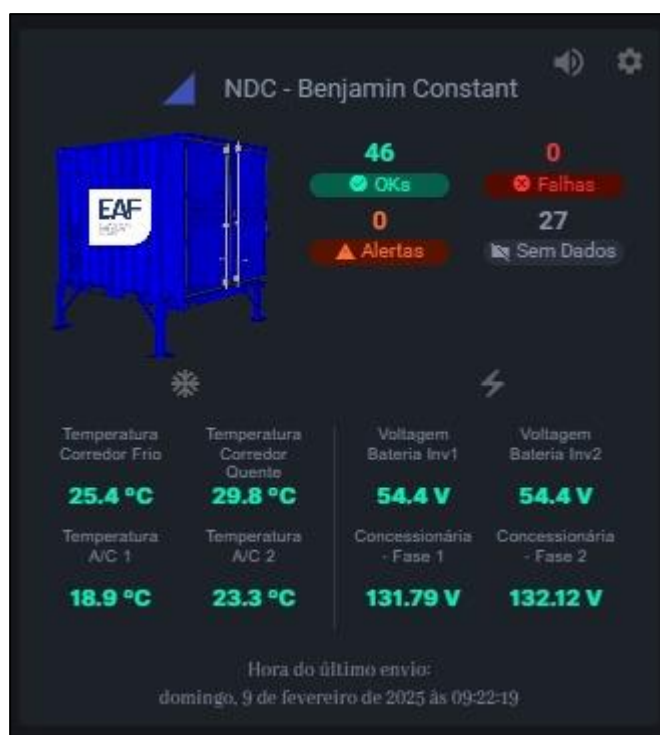 NDC - Benjamin Constant
EAF
46
0
OKs
Falhas
0
27
Alertas
Sem Dados
Temperatura
Corredor Frio
25.4 °C
Temperatura
Corredor
Quente
29.8 °C
Voltagem
Bateria Inv1
54.4 V
Voltagem
Bateria Inv2
54.4 V
Temperatura
A/C 1
18.9 °C
Temperatura
A/C 2
23.3 °C
Concessionária
- Fase 1
131.79 V
Concessionária
- Fase 2
132.12 V
Hora do último envio:
domingo, 9 de fevereiro de 2025 às 09:22:19